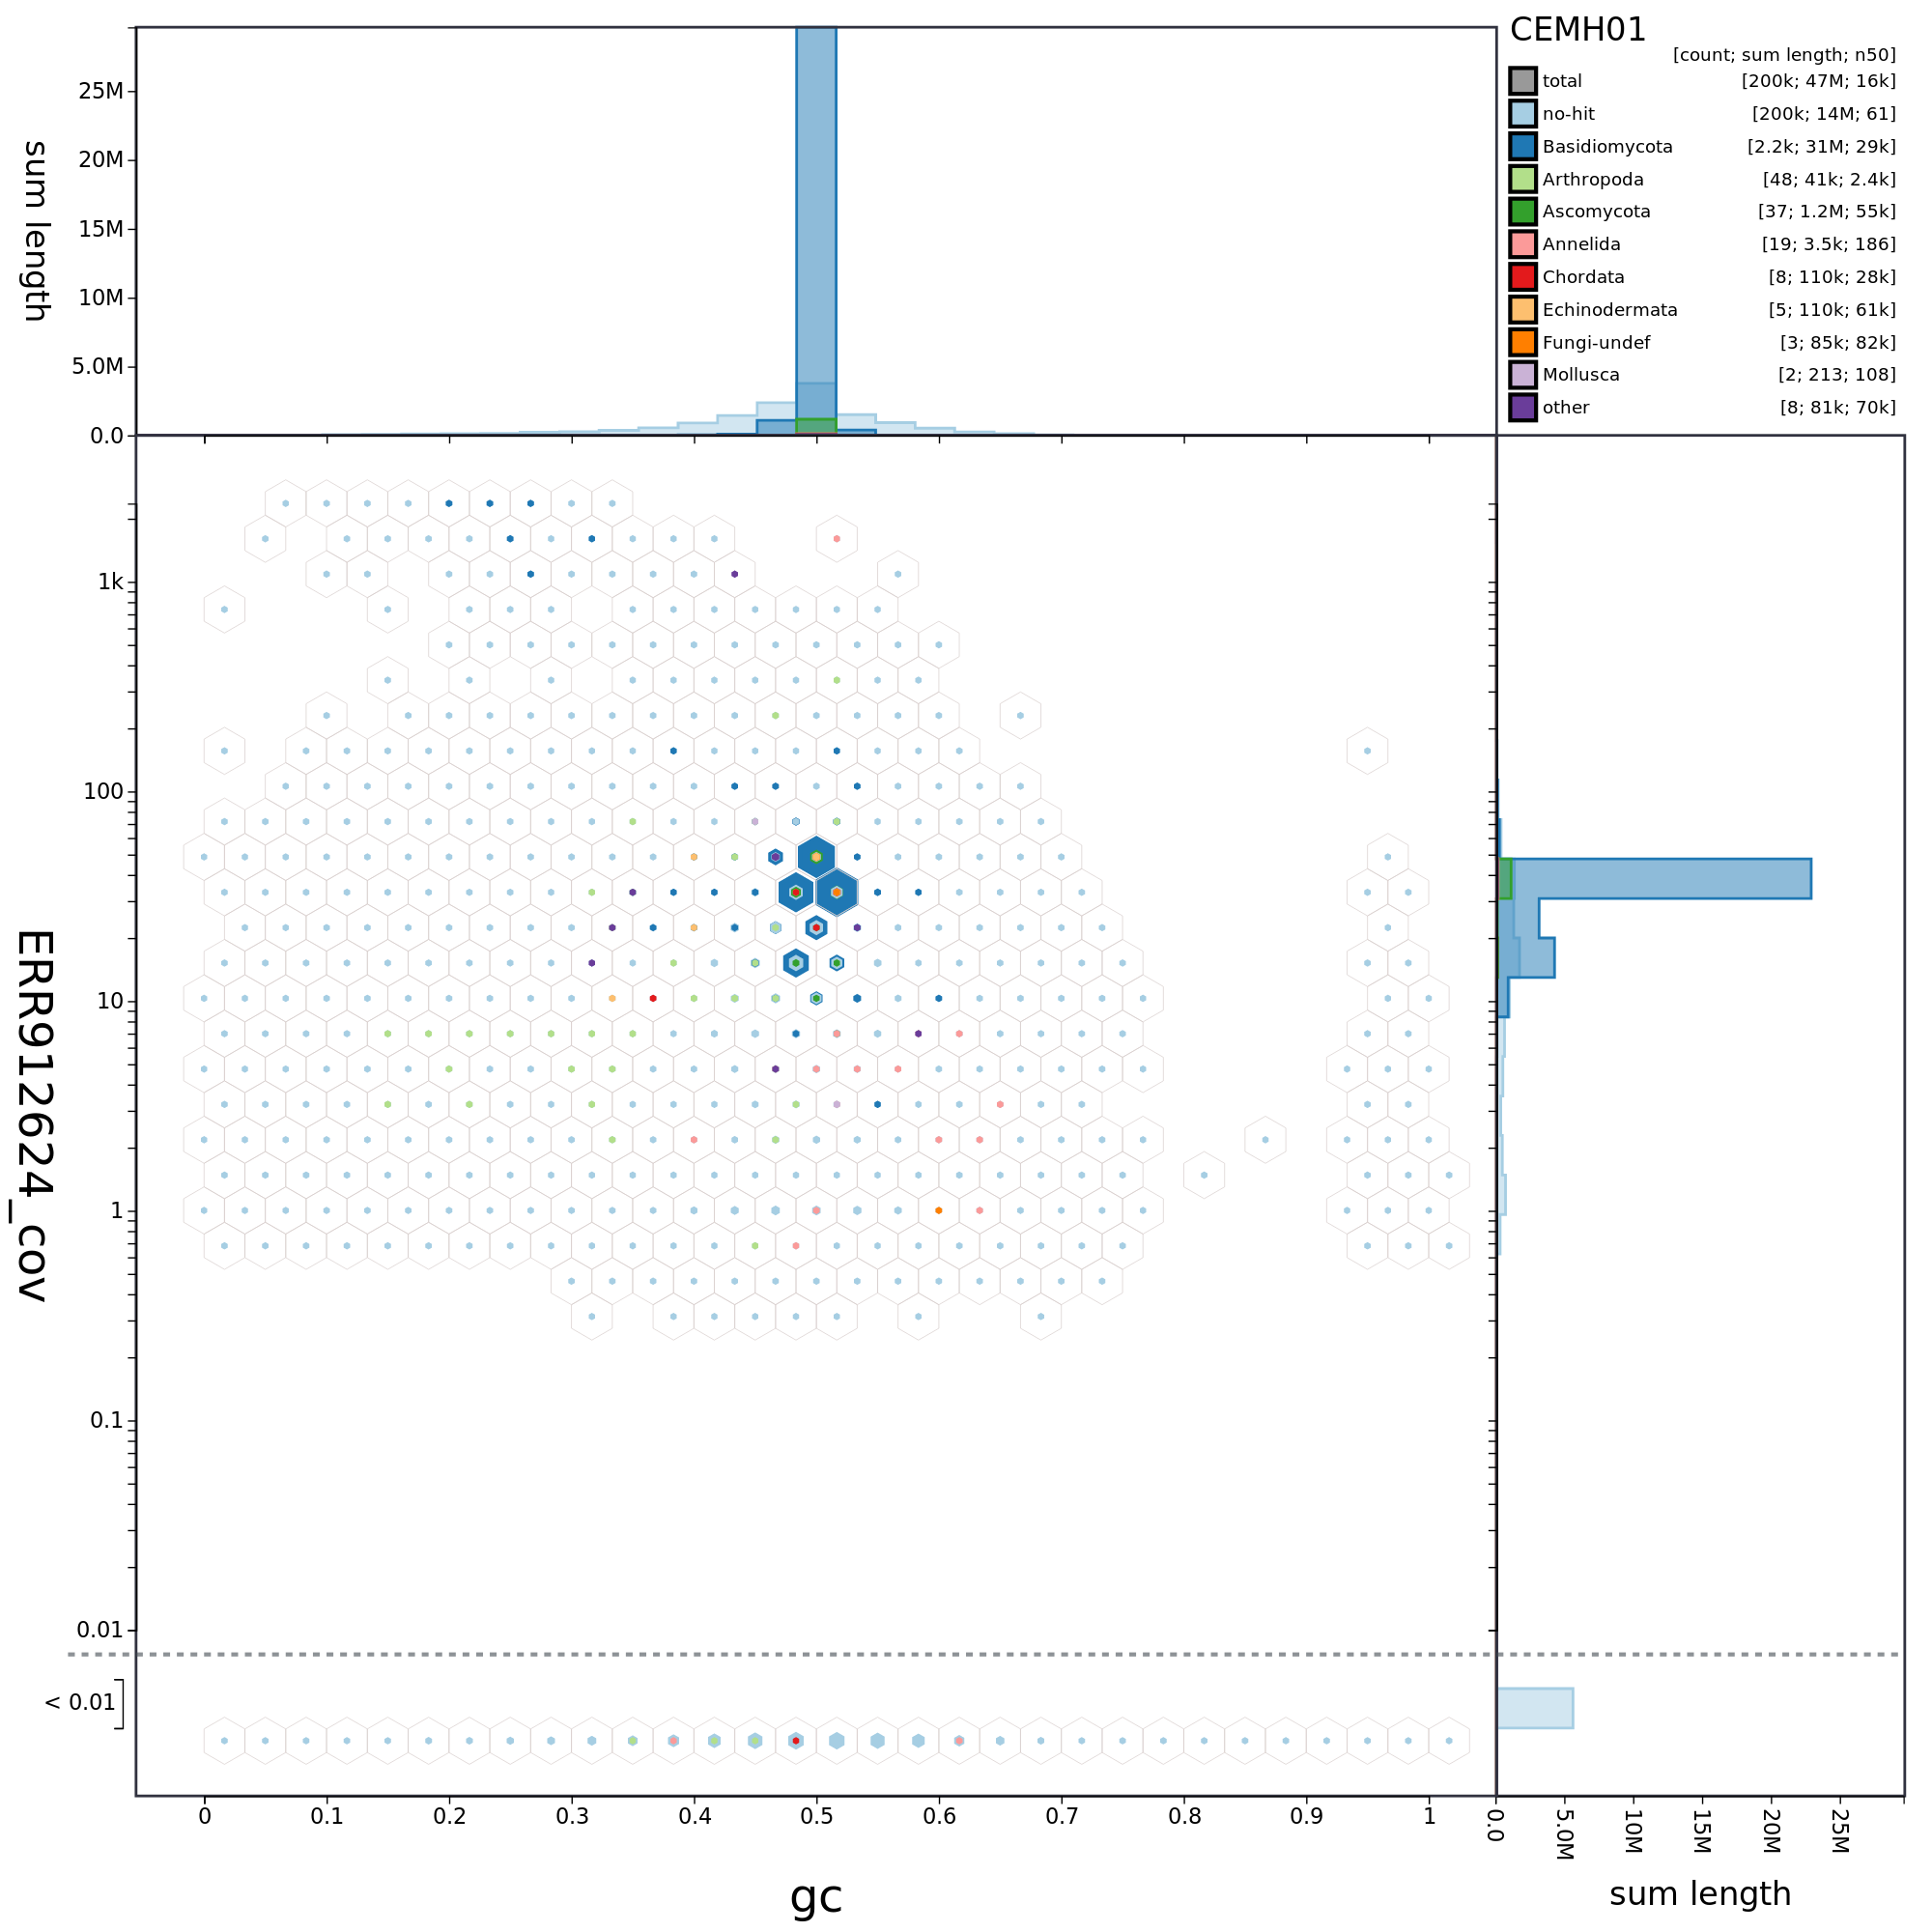 CEMH01
[count; sum length; n50]
total [200k; 47M; 16k]
no-hit [200k; 14M; 61]
Basidiomycota [2.2k; 31M; 29k]
Arthropoda [48; 41k; 2.4k]
Ascomycota [37; 1.2M; 55k]
Annelida [19; 3.5k; 186]
Chordata [8; 110k; 28k]
Echinodermata [5; 110k; 61k]
Fungi-undef [3; 85k; 82k]
Mollusca [2; 213; 108]
other [8; 81k; 70k]
sum length
25M
20M
15M
10M
5.0M
0.0
ERR912624_cov
1k
100
10
1
0.1
0.01
< 0.01
0 0.1 0.2 0.3 0.4 0.5 0.6 0.7 0.8 0.9 1
gc
0.0 5.0M 10M 15M 20M 25M
sum length